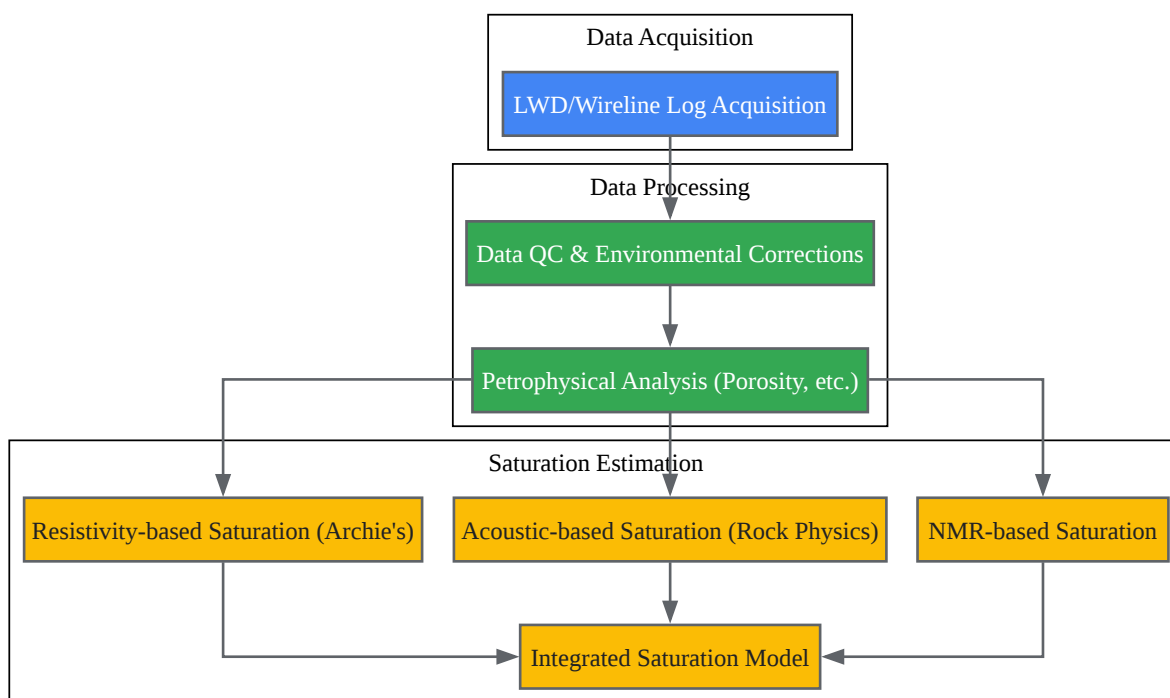 Data Acquisition
LWD/Wireline Log Acquisition
Data Processing
Data QC & Environmental Corrections
Petrophysical Analysis (Porosity, etc.)
Saturation Estimation
Resistivity-based Saturation (Archie's)
Acoustic-based Saturation (Rock Physics)
NMR-based Saturation
Integrated Saturation Model